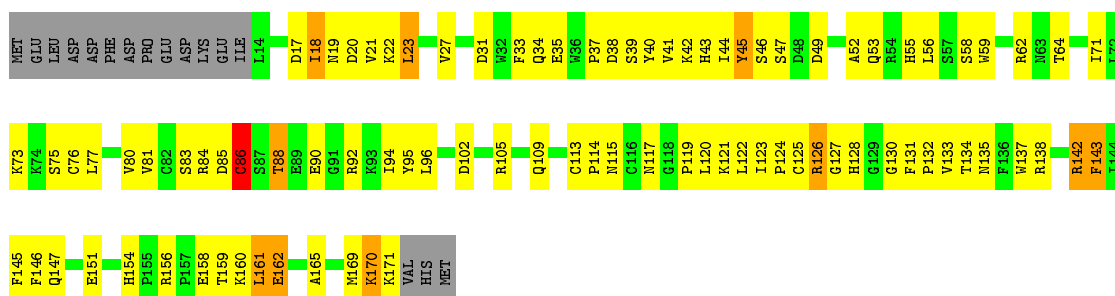 MET GLU LEU ASP ASP PHE ASP PRO GLU ASP LYS GLU ILE L14 D17 I18 N19 D20 V21 K22 L23 V27 D31 W32 F33 Q34 E35 W36 P37 D38 S39 Y40 V41 K42 H43 I44 Y45 S46 S47 D48 D49 A52 Q53 R54 H55 L56 S57 S58 W59 R62 N63 T64 I71 L72
K73 K74 S75 C76 L77 V80 V81 C82 S83 R84 D85 C86 S87 T88 E89 E90 G91 R92 K93 I94 Y95 L96 D102 R105 Q109 C113 P114 N115 C116 N117 G118 P119 L120 K121 L122 I123 P124 C125 R126 G127 H128 G129 G130 F131 P132 V133 T134 N135 F136 W137 R138 R142 F143 I144
F145 F146 Q147 E151 H154 P155 R156 P157 E158 T159 K160 L161 E162 A165 M169 K170 K171 VAL HIS MET